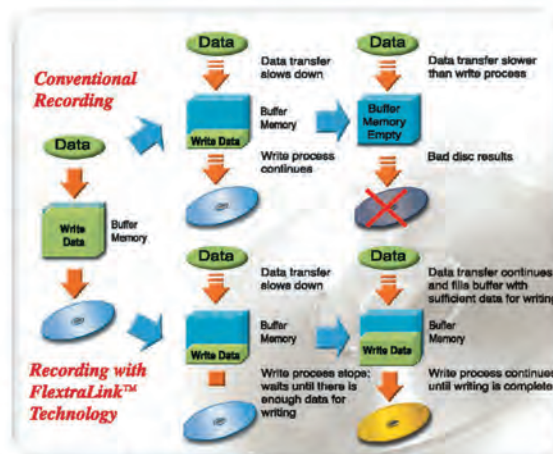 Conventional
Recording
Data
Write
Data
Buffer
Memory
Data
Data transfer
slows down
Buffer
Memory
Write Data
Write process
continues
Data
Data transfer slower
than write process
Buffer
Memory
Empty
Bad disc results
Recording with
FlextraLink™
Technology
Data
Data transfer
slows down
Buffer
Memory
Write process stops;
waits until there is
enough data for
writing
Data
Data transfer continues
and fills buffer with
sufficient data for writing
Buffer
Memory
Write Data
Write process continues
until writing is complete